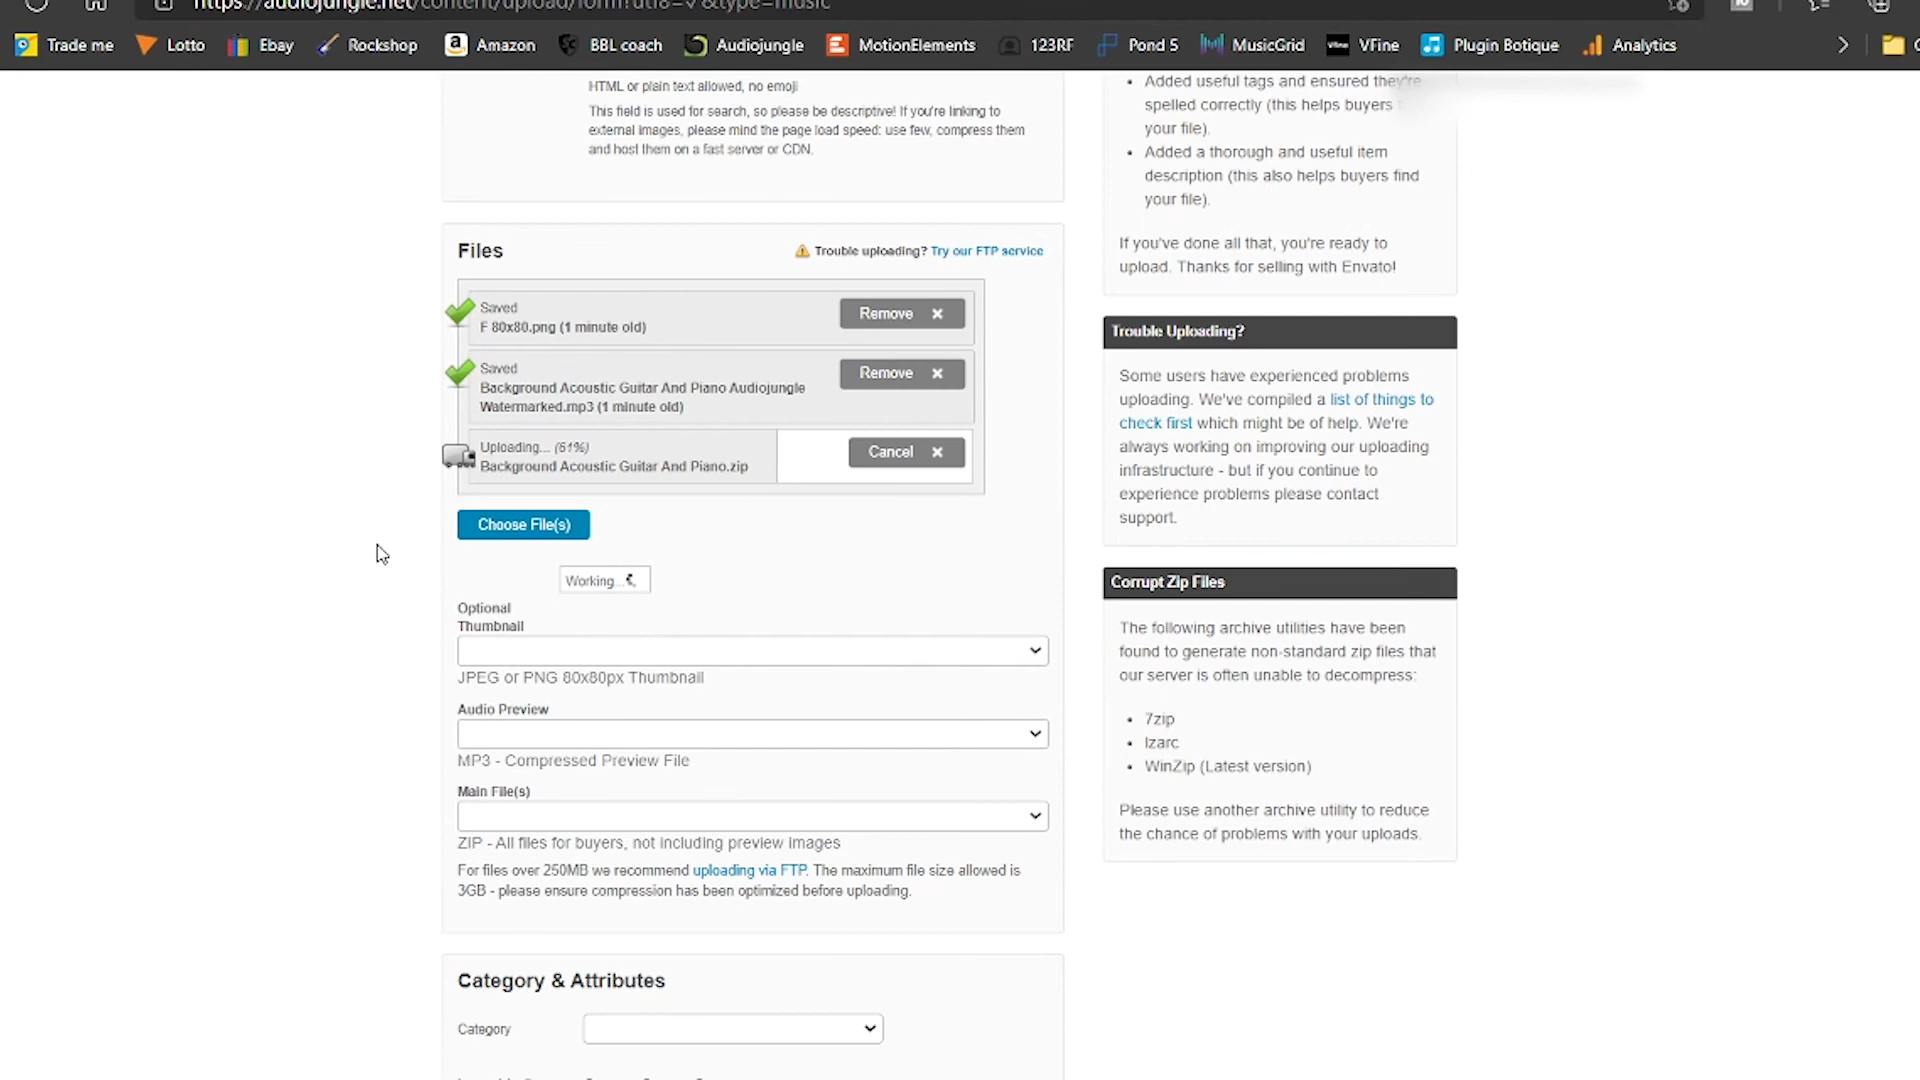 https://audiojungle.net/content/upload/form?utf8=✓&type=music
Trade me
Lotto
Ebay
Rockshop
Amazon
BBL coach
Audiojungle
MotionElements
123RF
Pond 5
MusicGrid
VFine
Plugin Botique
Analytics
HTML or plain text allowed, no emoji
This field is used for search, so please be descriptive! If you're linking to
external images, please mind the page load speed: use few, compress them
and host them on a fast server or CDN.
Files
Trouble uploading? Try our FTP service
Saved
F 80x80.png (1 minute old)
Remove ×
Saved
Background Acoustic Guitar And Piano Audiojungle
Watermarked.mp3 (1 minute old)
Remove ×
Uploading... (61%)
Background Acoustic Guitar And Piano.zip
Cancel ×
Choose File(s)
Working...
Optional
Thumbnail
JPEG or PNG 80x80px Thumbnail
Audio Preview
MP3 - Compressed Preview File
Main File(s)
ZIP - All files for buyers, not including preview images
For files over 250MB we recommend uploading via FTP. The maximum file size allowed is
3GB - please ensure compression has been optimized before uploading.
Category & Attributes
Category
• Added useful tags and ensured they're
spelled correctly (this helps buyers
your file).
• Added a thorough and useful item
description (this also helps buyers find
your file).
If you've done all that, you're ready to
upload. Thanks for selling with Envato!
Trouble Uploading?
Some users have experienced problems
uploading. We've compiled a list of things to
check first which might be of help. We're
always working on improving our uploading
infrastructure - but if you continue to
experience problems please contact
support.
Corrupt Zip Files
The following archive utilities have been
found to generate non-standard zip files that
our server is often unable to decompress:
• 7zip
• Izarc
• WinZip (Latest version)
Please use another archive utility to reduce
the chance of problems with your uploads.